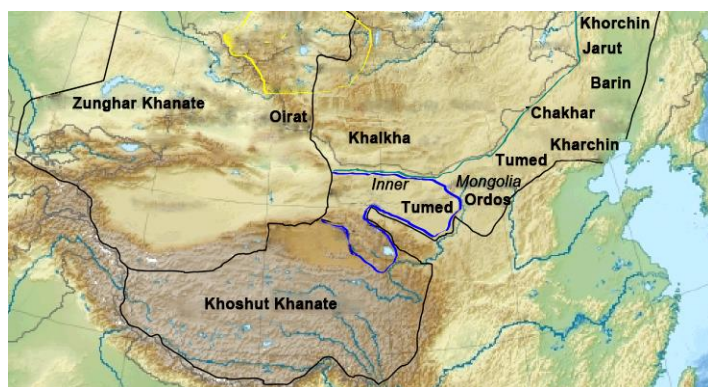 Khorchin
Jarut
Barin
Zunghar Khanate
Oirat
Chakhar
Khalkha
Kharchin
Tumed
Inner Mongolia
Tumed
Ordos
Khoshut Khanate